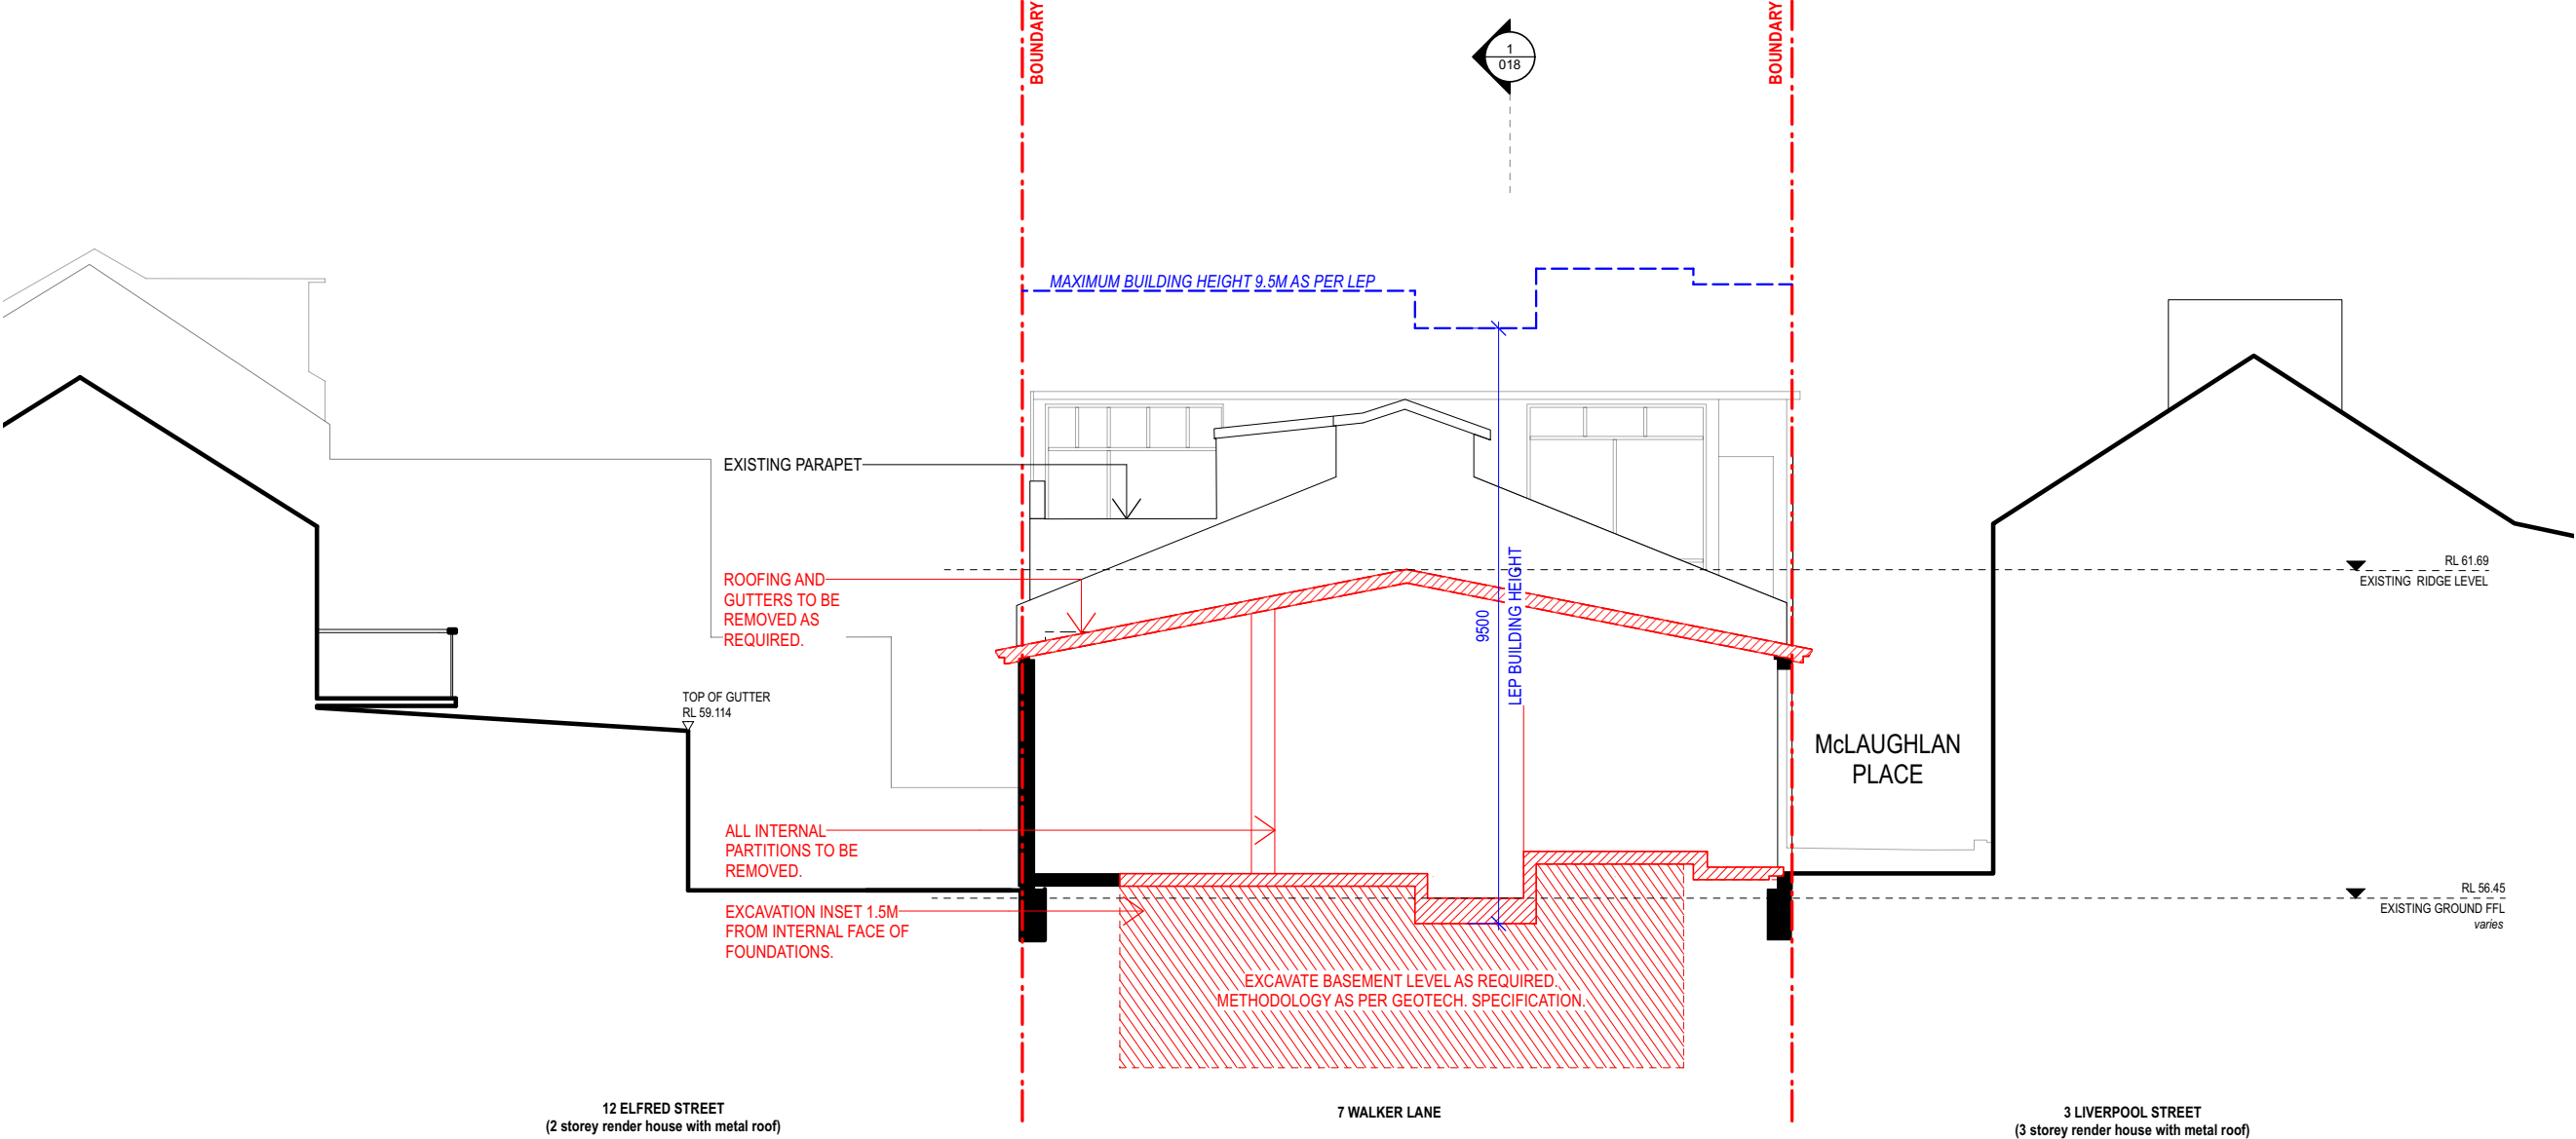 BOUNDARY
BOUNDARY
1
018
MAXIMUM BUILDING HEIGHT 9.5M AS PER LEP
EXISTING PARAPET
ROOFING AND
GUTTERS TO BE
REMOVED AS
REQUIRED.
RL 61.69
EXISTING RIDGE LEVEL
9500
LEP BUILDING HEIGHT
TOP OF GUTTER
RL 59.114
McLAUGHLAN
PLACE
ALL INTERNAL
PARTITIONS TO BE
REMOVED.
EXCAVATION INSET 1.5M
FROM INTERNAL FACE OF
FOUNDATIONS.
RL 56.45
EXISTING GROUND FFL
varies
EXCAVATE BASEMENT LEVEL AS REQUIRED.
METHODOLOGY AS PER GEOTECH. SPECIFICATION.
12 ELFRED STREET
(2 storey render house with metal roof)
7 WALKER LANE
3 LIVERPOOL STREET
(3 storey render house with metal roof)